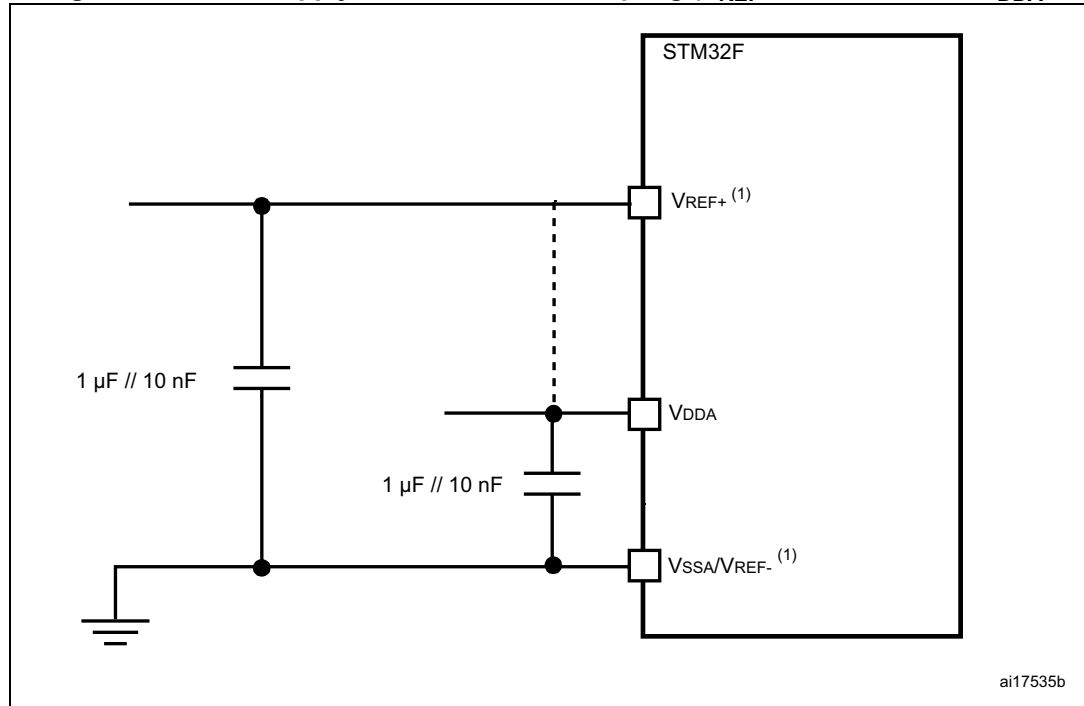 STM32F
VREF+ (1)
1 µF // 10 nF
VDDA
1 µF // 10 nF
VSSA/VREF- (1)
ai17535b